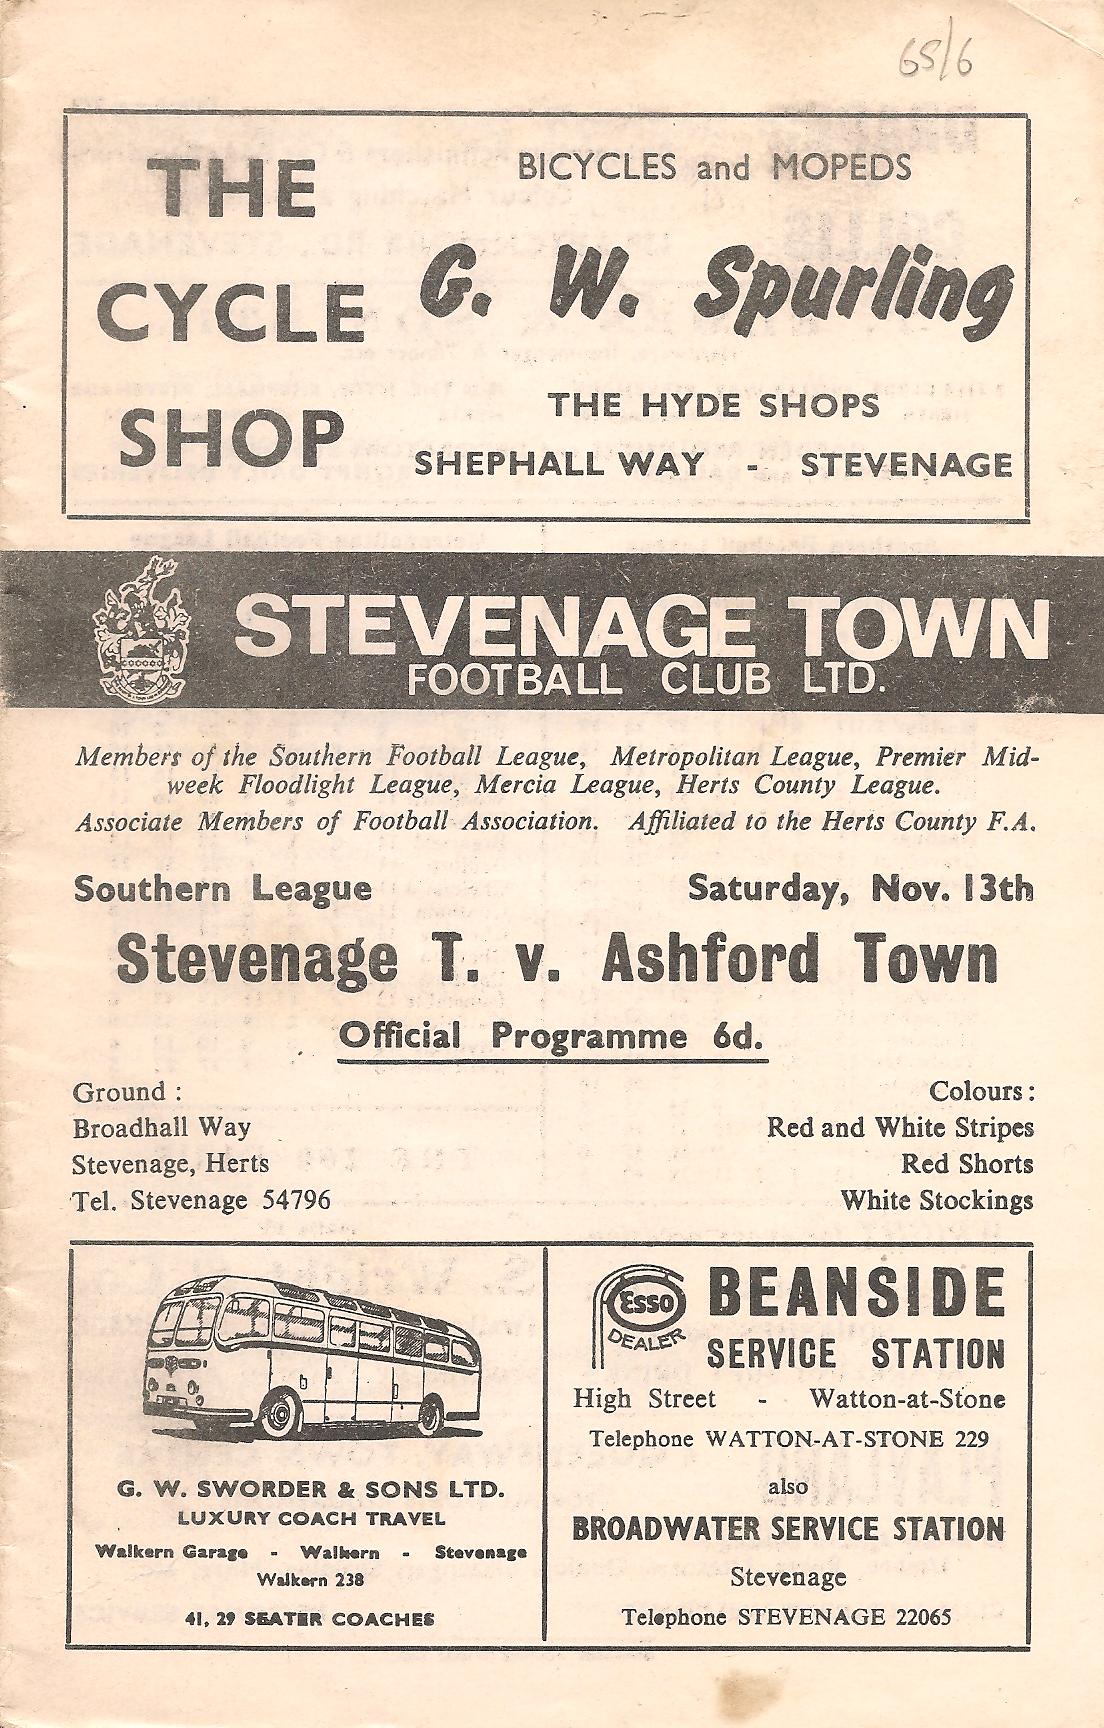 65/6
THE
CYCLE
SHOP
BICYCLES and MOPEDS
G. W. Spurling
THE HYDE SHOPS
SHEPHALL WAY - STEVENAGE
STEVENAGE TOWN
FOOTBALL CLUB LTD.
Members of the Southern Football League, Metropolitan League, Premier Mid-
week Floodlight League, Mercia League, Herts County League.
Associate Members of Football Association. Affiliated to the Herts County F.A.
Southern League Saturday, Nov. 13th
Stevenage T. v. Ashford Town
Official Programme 6d.
Ground :
Broadhall Way
Stevenage, Herts
Tel. Stevenage 54796
Colours :
Red and White Stripes
Red Shorts
White Stockings
G. W. SWORDER & SONS LTD.
LUXURY COACH TRAVEL
Walkern Garage - Walkern - Stevenage
Walkern 238
41, 29 SEATER COACHES
Esso
DEALER
BEANSIDE
SERVICE STATION
High Street - Watton-at-Stone
Telephone WATTON-AT-STONE 229
also
BROADWATER SERVICE STATION
Stevenage
Telephone STEVENAGE 22065